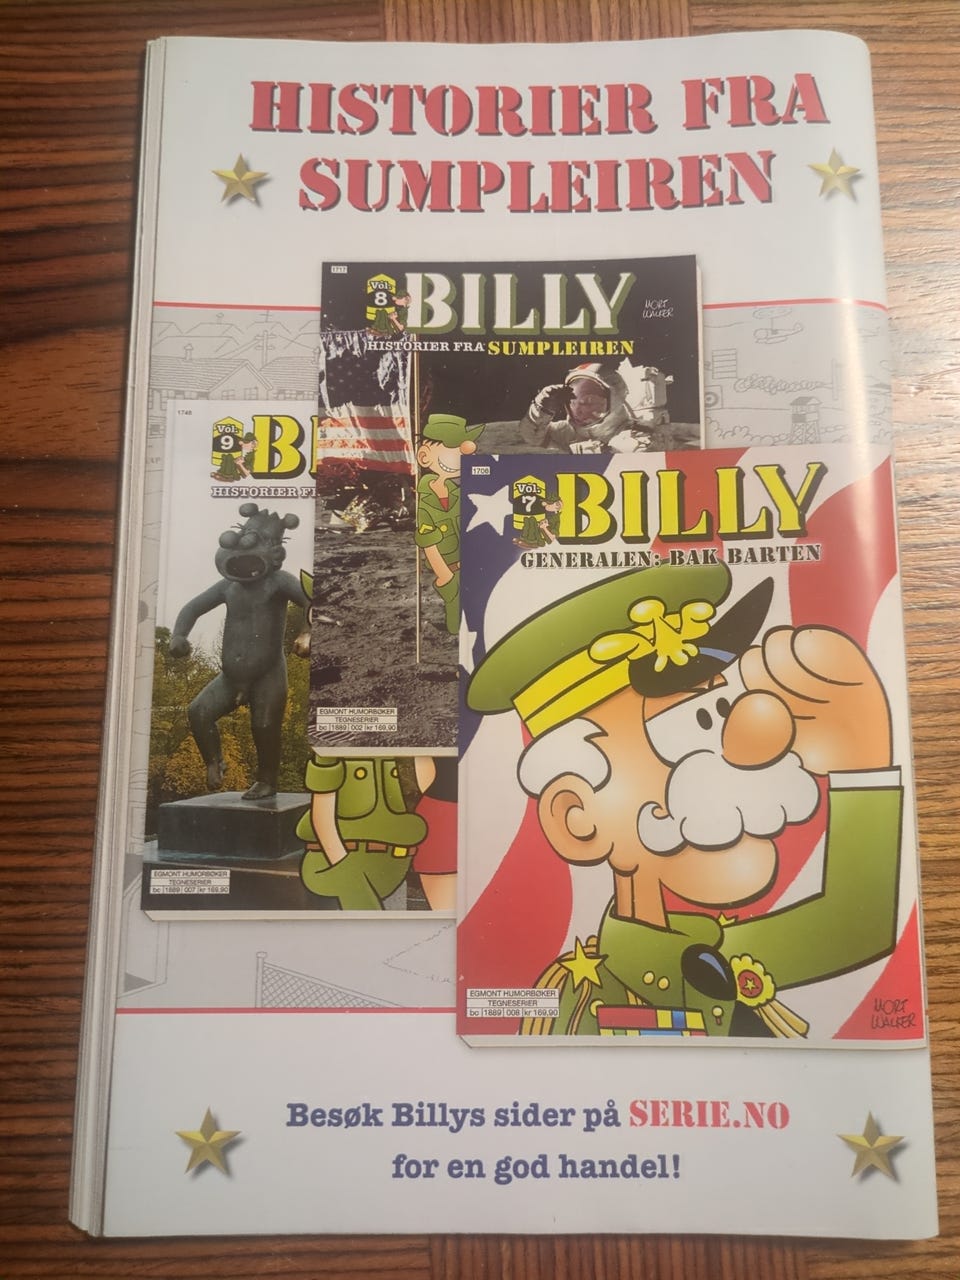 HISTORIER FRA
SUMPLEIREN
1717
Vol.
8
BILLY
MORT
WALKER
HISTORIER FRA SUMPLEIREN
1748
Vol.
9
HISTORIER
1706
Vol.
7
BILLY
GENERALEN: BAK BARTEN
EGMONT HUMORBØKER
TEGNESERIER
bc 1889 002 kr 169,90
EGMONT HUMORBØKER
TEGNESERIER
bc 1889 007 kr 169,90
EGMONT HUMORBØKER
TEGNESERIER
bc 1889 008 kr 169,90
MORT
WALKER
Besøk Billys sider på SERIE.NO
for en god handel!